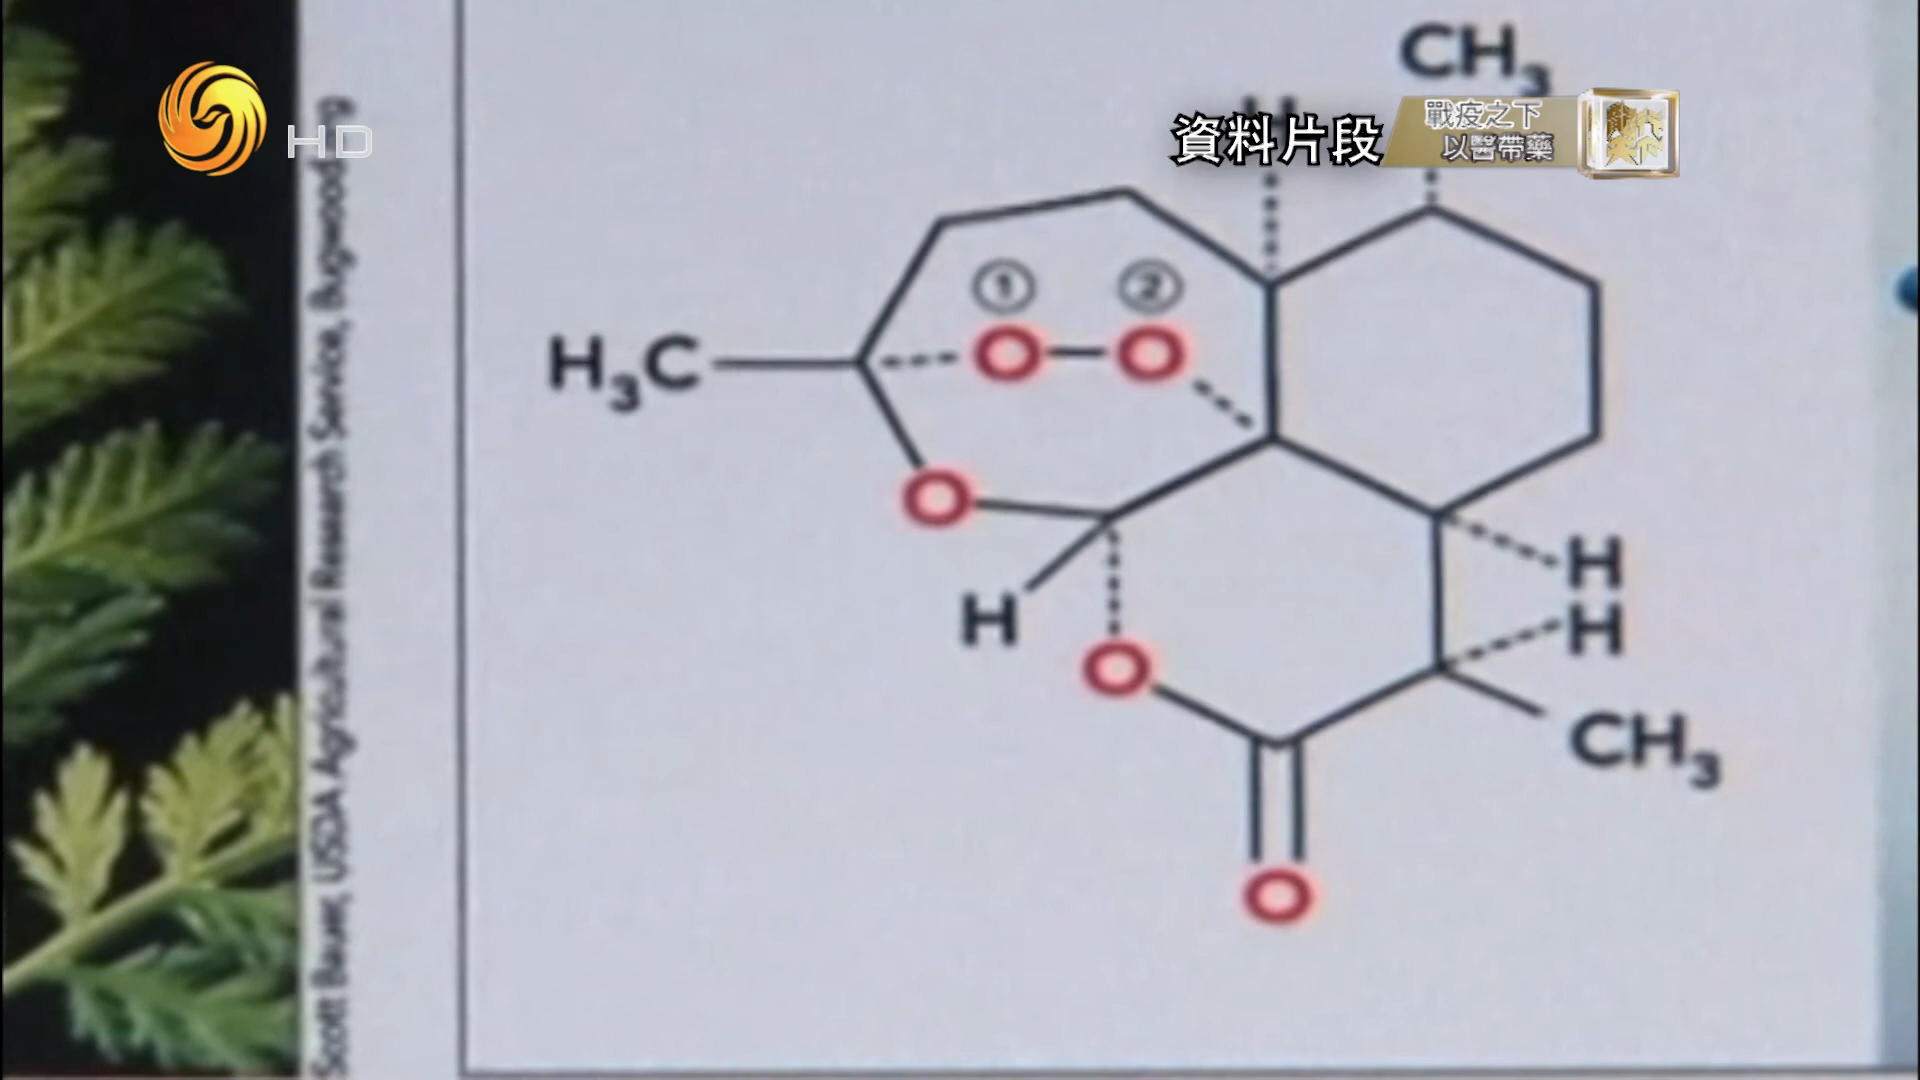 HD
資料片段
戰疫之下
以醫帶藥
CH₃
H
① ②
H₃C
O O
O
H
H
H
O
CH₃
O
Scott Bauer, USDA Agricultural Research Service, Bugwood.org